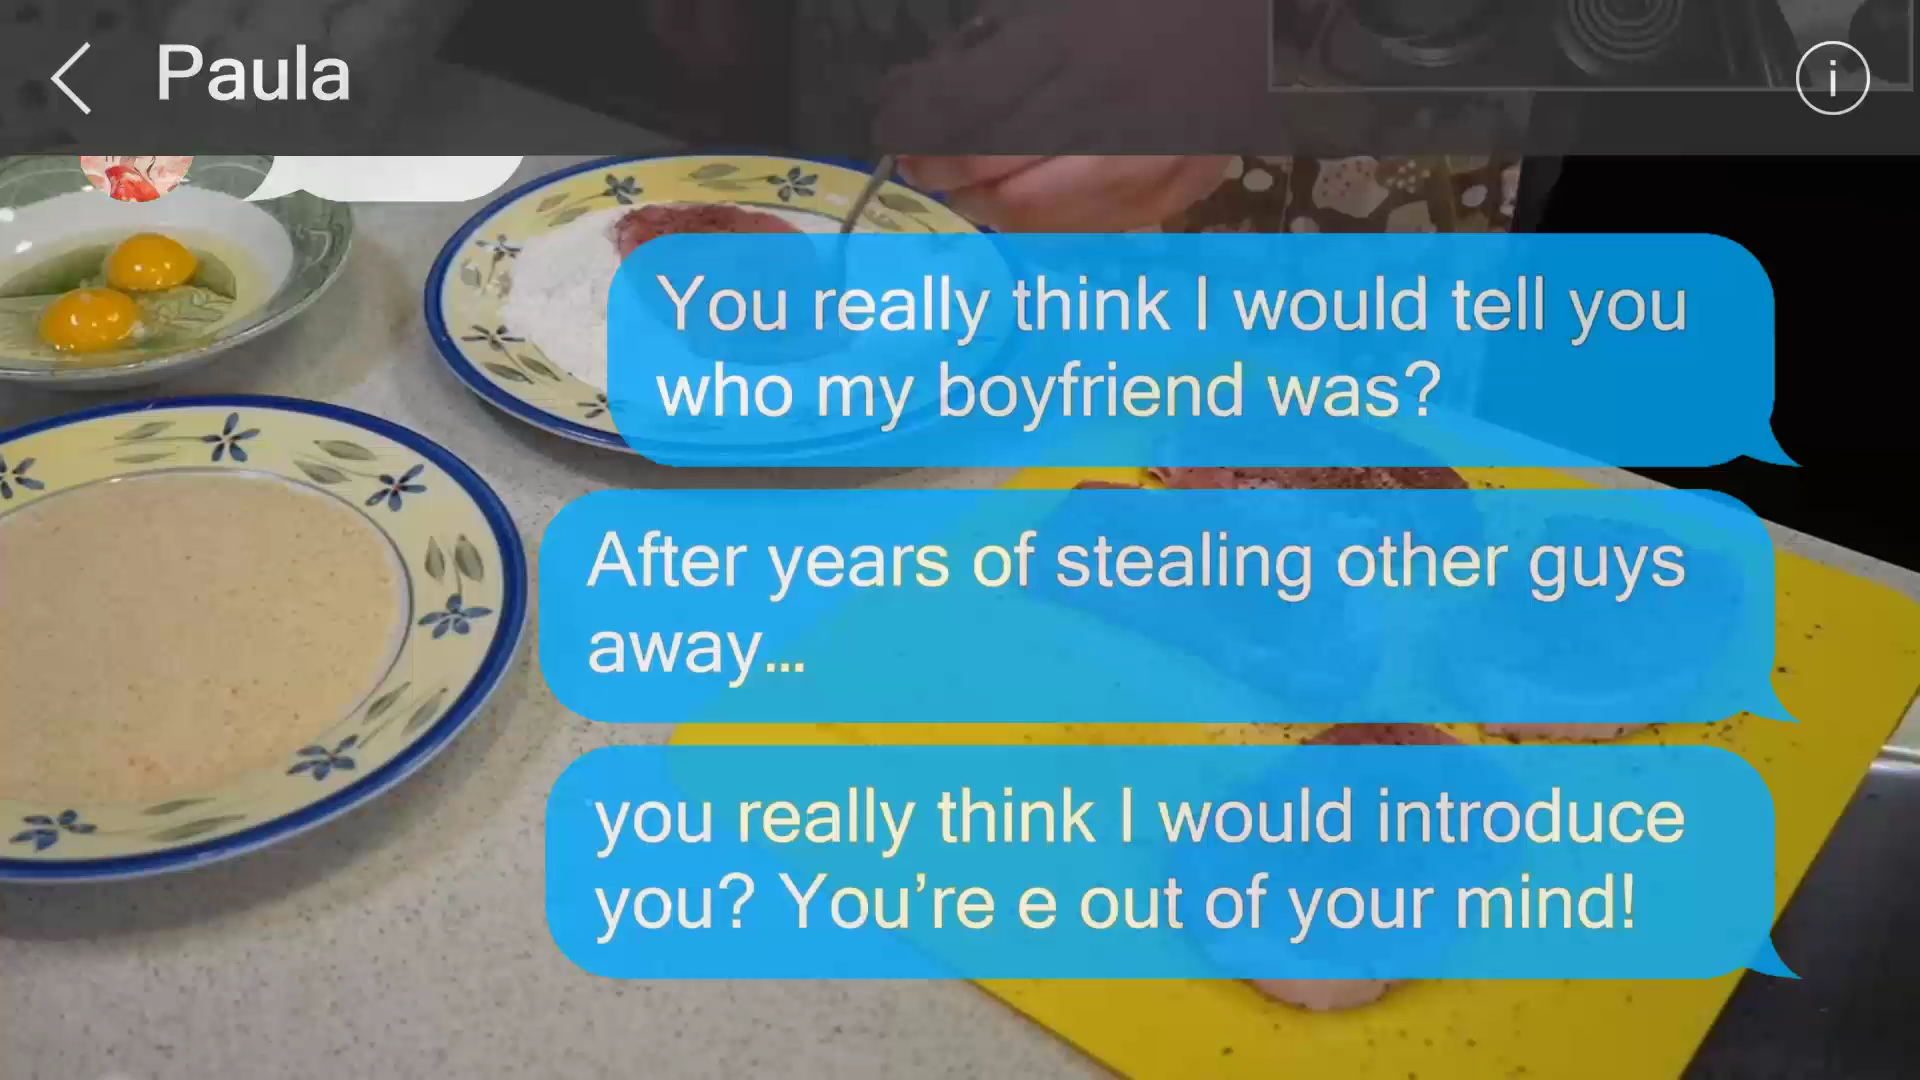 Paula
You really think I would tell you
who my boyfriend was?
After years of stealing other guys
away...
you really think I would introduce
you? You’re e out of your mind!